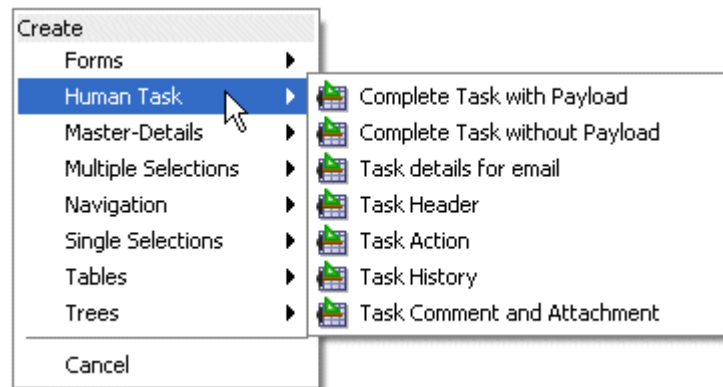 Create
Forms
Human Task
Master-Details
Multiple Selections
Navigation
Single Selections
Tables
Trees
Cancel
Complete Task with Payload
Complete Task without Payload
Task details for email
Task Header
Task Action
Task History
Task Comment and Attachment